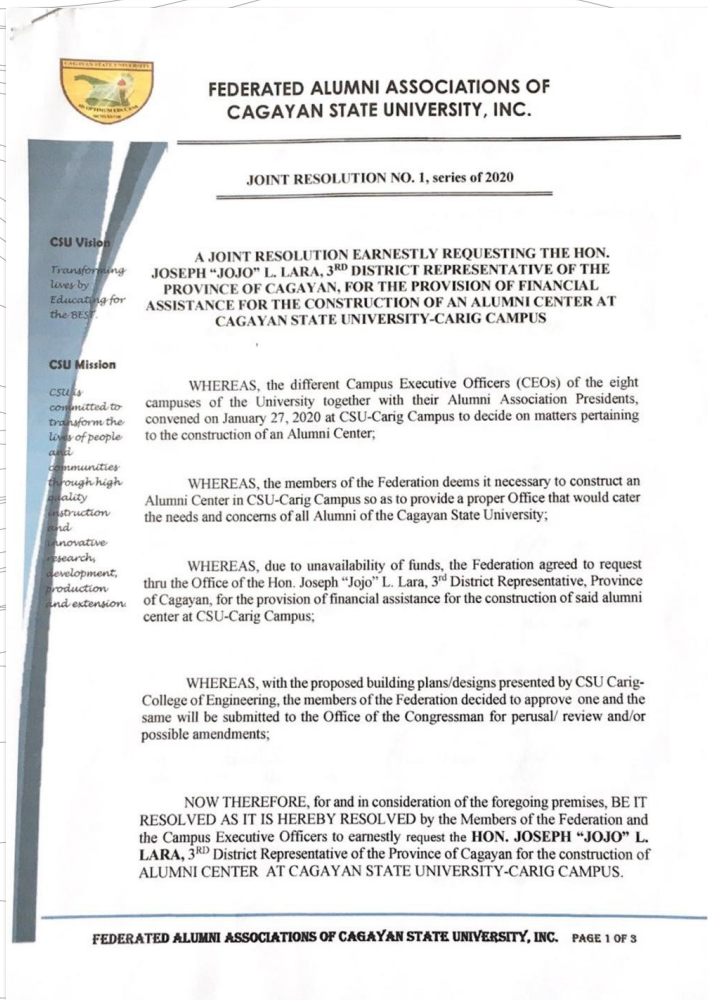 CAGAYAN STATE UNIVERSITY
FEDERATED ALUMNI ASSOCIATIONS OF
CAGAYAN STATE UNIVERSITY, INC.
JOINT RESOLUTION NO. 1, series of 2020
CSU Vision
Transforming
lives by
Educating for
the BEST.
CSU Mission
CSU is
committed to
transform the
lives of people
and
communities
through high
quality
instruction
and
innovative
research,
development,
production
and extension.
A JOINT RESOLUTION EARNESTLY REQUESTING THE HON.
JOSEPH “JOJO” L. LARA, 3RD DISTRICT REPRESENTATIVE OF THE
PROVINCE OF CAGAYAN, FOR THE PROVISION OF FINANCIAL
ASSISTANCE FOR THE CONSTRUCTION OF AN ALUMNI CENTER AT
CAGAYAN STATE UNIVERSITY-CARIG CAMPUS
WHEREAS, the different Campus Executive Officers (CEOs) of the eight
campuses of the University together with their Alumni Association Presidents,
convened on January 27, 2020 at CSU-Carig Campus to decide on matters pertaining
to the construction of an Alumni Center;
WHEREAS, the members of the Federation deems it necessary to construct an
Alumni Center in CSU-Carig Campus so as to provide a proper Office that would cater
the needs and concerns of all Alumni of the Cagayan State University;
WHEREAS, due to unavailability of funds, the Federation agreed to request
thru the Office of the Hon. Joseph “Jojo” L. Lara, 3rd District Representative, Province
of Cagayan, for the provision of financial assistance for the construction of said alumni
center at CSU-Carig Campus;
WHEREAS, with the proposed building plans/designs presented by CSU Carig-
College of Engineering, the members of the Federation decided to approve one and the
same will be submitted to the Office of the Congressman for perusal/ review and/or
possible amendments;
NOW THEREFORE, for and in consideration of the foregoing premises, BE IT
RESOLVED AS IT IS HEREBY RESOLVED by the Members of the Federation and
the Campus Executive Officers to earnestly request the HON. JOSEPH “JOJO” L.
LARA, 3RD District Representative of the Province of Cagayan for the construction of
ALUMNI CENTER AT CAGAYAN STATE UNIVERSITY-CARIG CAMPUS.
FEDERATED ALUMNI ASSOCIATIONS OF CAGAYAN STATE UNIVERSITY, INC. PAGE 1 OF 3